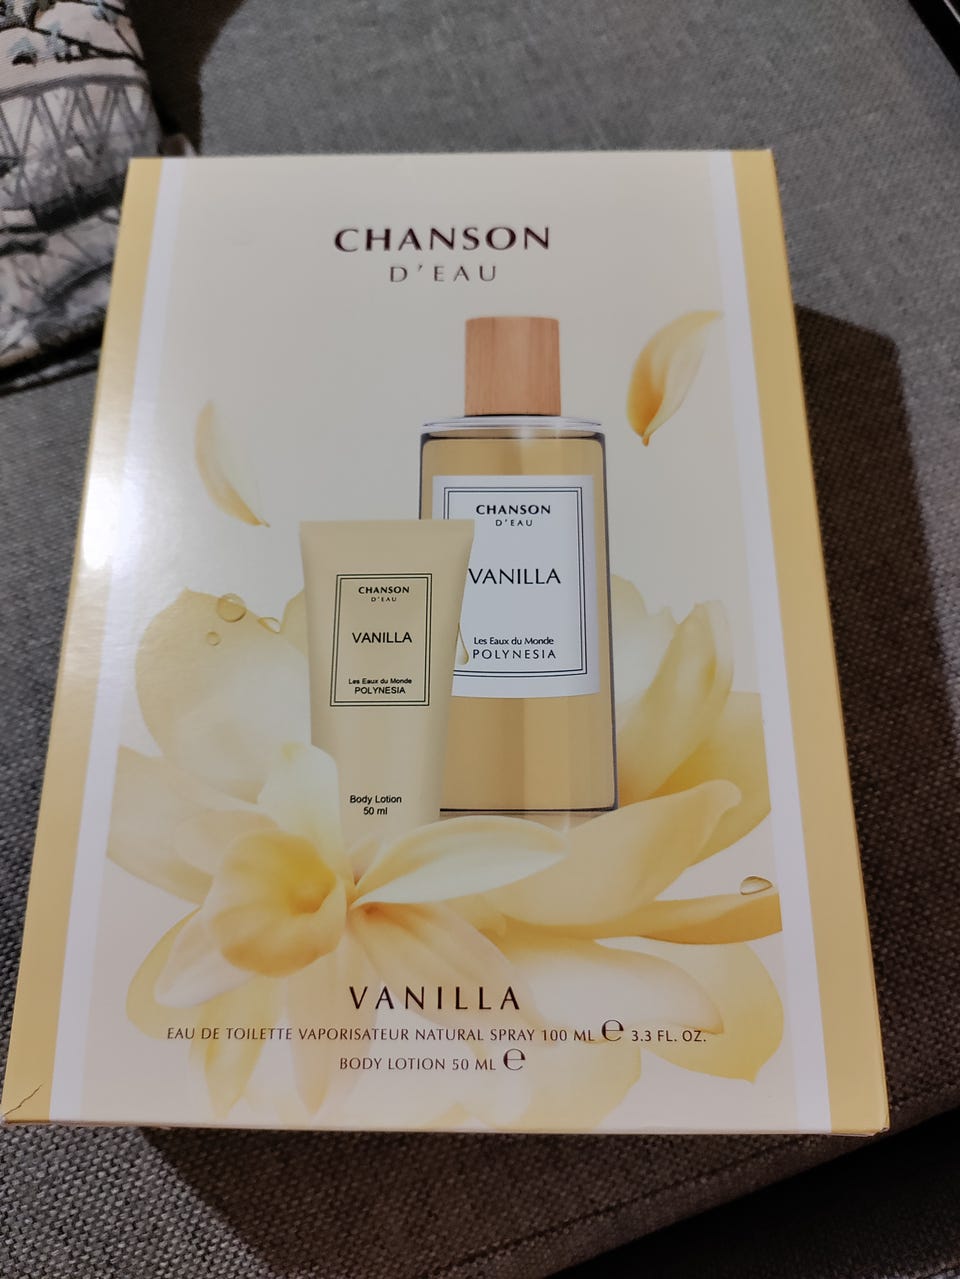 CHANSON
D'EAU
CHANSON
D'EAU
VANILLA
Les Eaux du Monde
POLYNESIA
CHANSON
D'EAU
VANILLA
Les Eaux du Monde
POLYNESIA
Body Lotion
50 ml
VANILLA
EAU DE TOILETTE VAPORISATEUR NATURAL SPRAY 100 ML ℮ 3.3 FL. OZ.
BODY LOTION 50 ML ℮